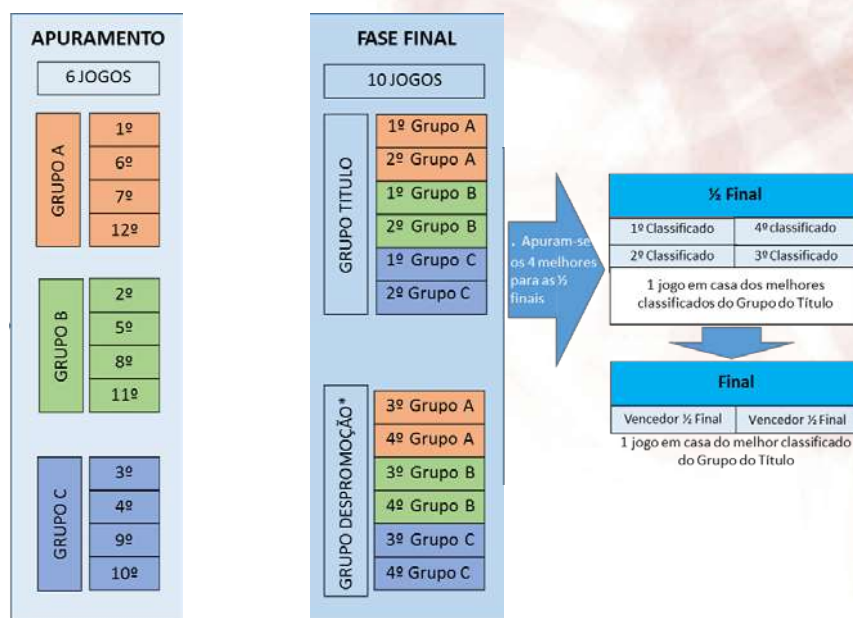 APURAMENTO
6 JOGOS
GRUPO A
1º
6º
7º
12º
GRUPO B
2º
5º
8º
11º
GRUPO C
3º
4º
9º
10º
FASE FINAL
10 JOGOS
GRUPO TITULO
1º Grupo A
2º Grupo A
1º Grupo B
2º Grupo B
1º Grupo C
2º Grupo C
GRUPO DESPROMOÇÃO*
3º Grupo A
4º Grupo A
3º Grupo B
4º Grupo B
3º Grupo C
4º Grupo C
. Apuram-se
os 4 melhores
para as ½
finais
½ Final
1º Classificado
4º classificado
2º Classificado
3º Classificado
1 jogo em casa dos melhores
classificados do Grupo do Título
Final
Vencedor ½ Final
Vencedor ½ Final
1 jogo em casa do melhor classificado
do Grupo do Título